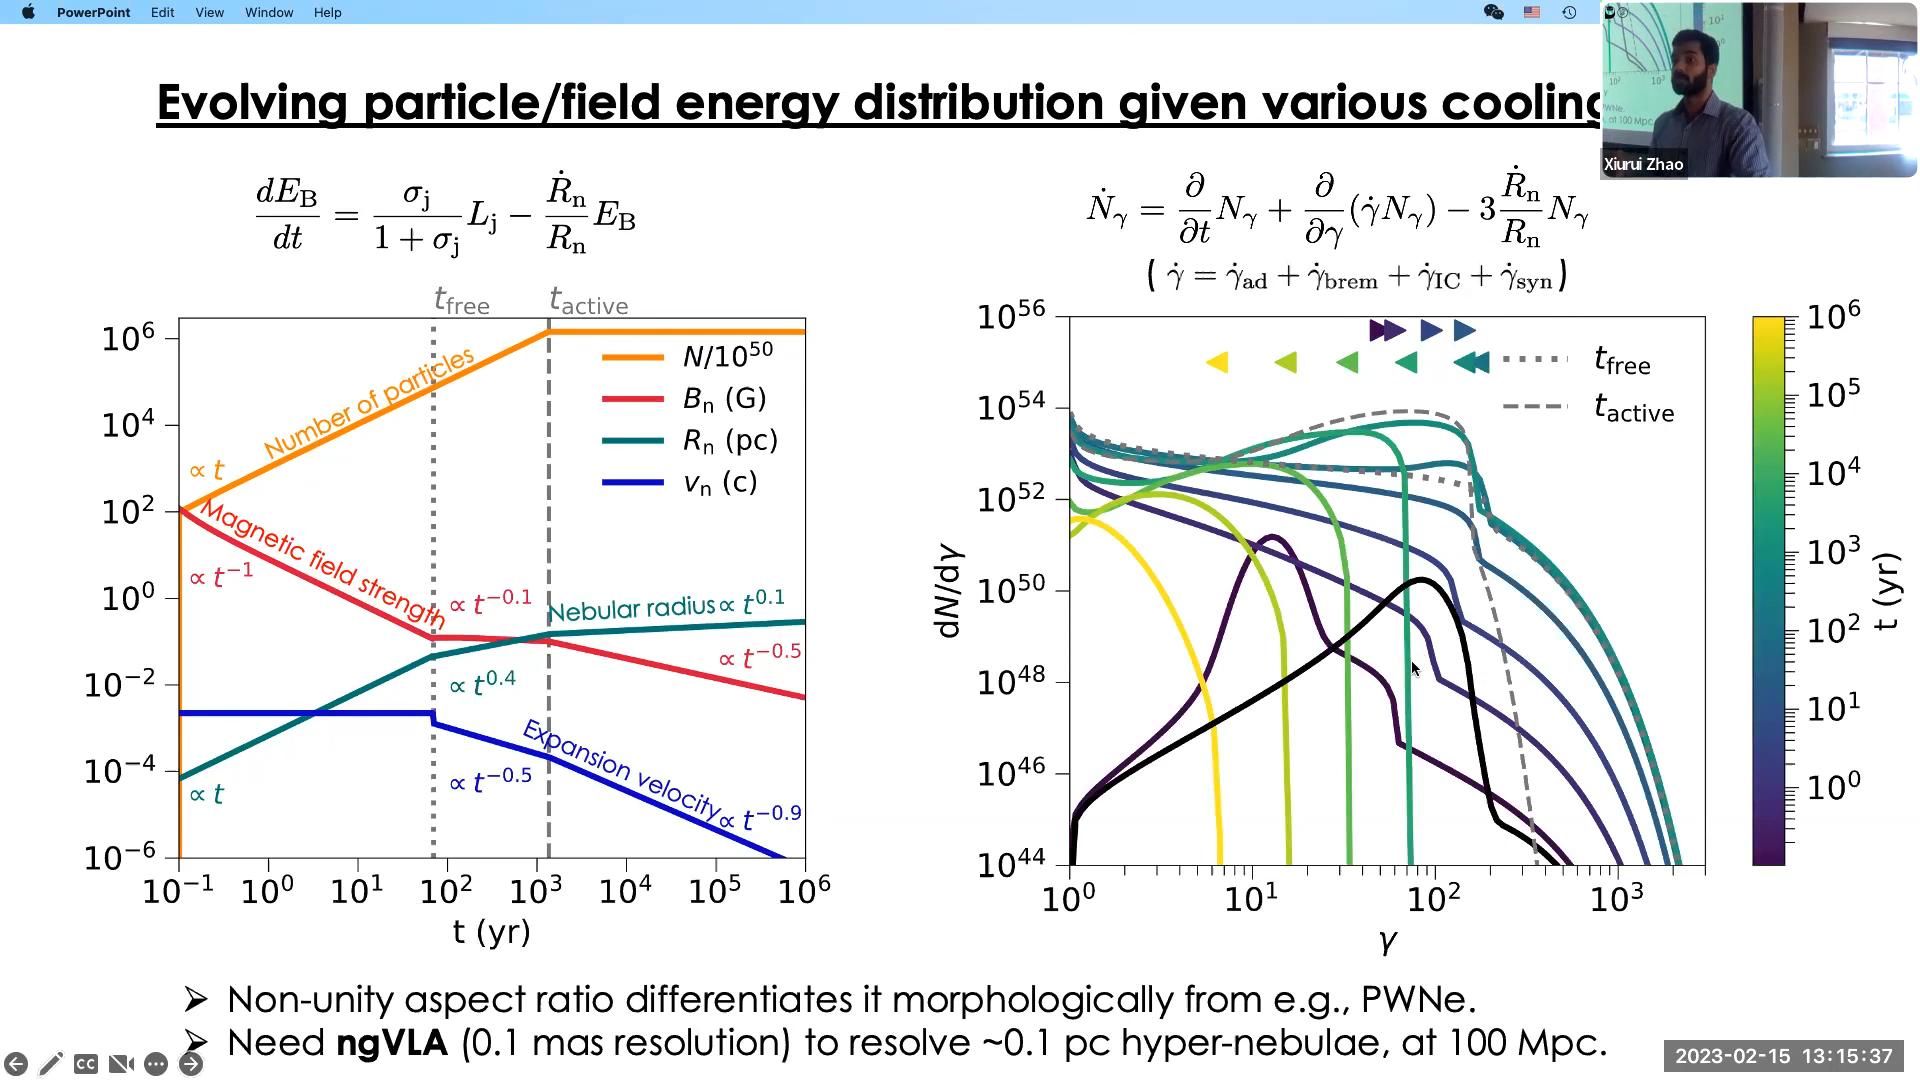 PowerPoint Edit View Window Help
Evolving particle/field energy distribution given various cooling
Xiurui Zhao
dE_B/dt = σ_j/(1 + σ_j) L_j − Ṙ_n/R_n E_B
Ṅ_γ = ∂/∂t N_γ + ∂/∂γ (γ̇N_γ) − 3 Ṙ_n/R_n N_γ
( γ̇ = γ̇_ad + γ̇_brem + γ̇_IC + γ̇_syn )
t_free t_active
10^6
10^4
10^2
10^0
10^−2
10^−4
10^−6
10^−1 10^0 10^1 10^2 10^3 10^4 10^5 10^6
t (yr)
N/10^50
B_n (G)
R_n (pc)
v_n (c)
Number of particles
∝ t
Magnetic field strength
∝ t^−1
∝ t^−0.1
Nebular radius ∝ t^0.1
∝ t^−0.5
∝ t^0.4
Expansion velocity ∝ t^−0.9
∝ t^−0.5
∝ t
10^56
10^54
10^52
10^50
10^48
10^46
10^44
dN/dγ
10^0 10^1 10^2 10^3
γ
t_free
t_active
10^6
10^5
10^4
10^3
10^2
10^1
10^0
t (yr)
➢ Non-unity aspect ratio differentiates it morphologically from e.g., PWNe.
➢ Need ngVLA (0.1 mas resolution) to resolve ~0.1 pc hyper-nebulae, at 100 Mpc.
CC
2023-02-15 13:15:37